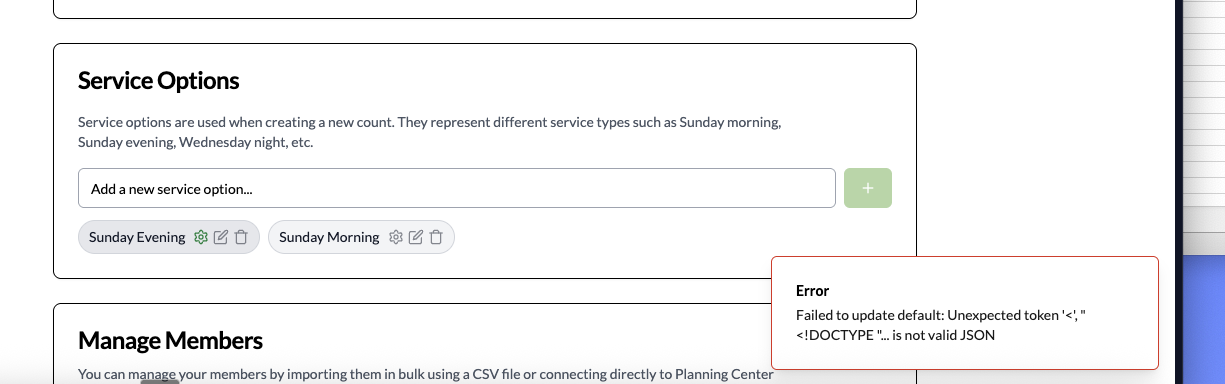 Service Options
Service options are used when creating a new count. They represent different service types such as Sunday morning,
Sunday evening, Wednesday night, etc.
Add a new service option...
+
Sunday Evening
Sunday Morning
Error
Failed to update default: Unexpected token '<', "
<!DOCTYPE "... is not valid JSON
Manage Members
You can manage your members by importing them in bulk using a CSV file or connecting directly to Planning Center